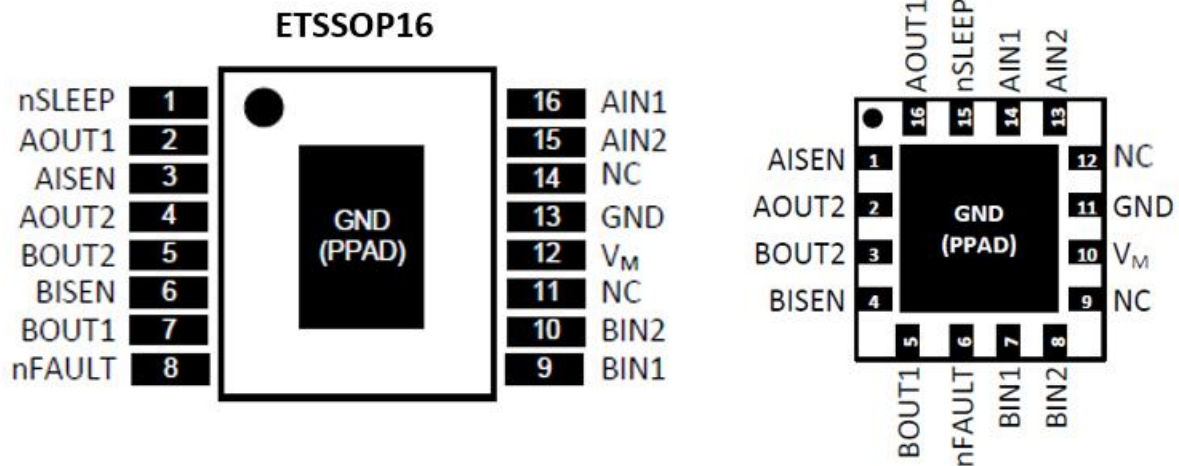 ETSSOP16
nSLEEP 1
AOUT1 2
AISEN 3
AOUT2 4
BOUT2 5
BISEN 6
BOUT1 7
nFAULT 8
GND
(PPAD)
16 AIN1
15 AIN2
14 NC
13 GND
12 VM
11 NC
10 BIN2
9 BIN1
AOUT1 16
nSLEEP 15
AIN1 14
AIN2 13
AISEN 1
AOUT2 2
BOUT2 3
BISEN 4
GND
(PPAD)
12 NC
11 GND
10 VM
9 NC
5 BOUT1
6 nFAULT
7 BIN1
8 BIN2